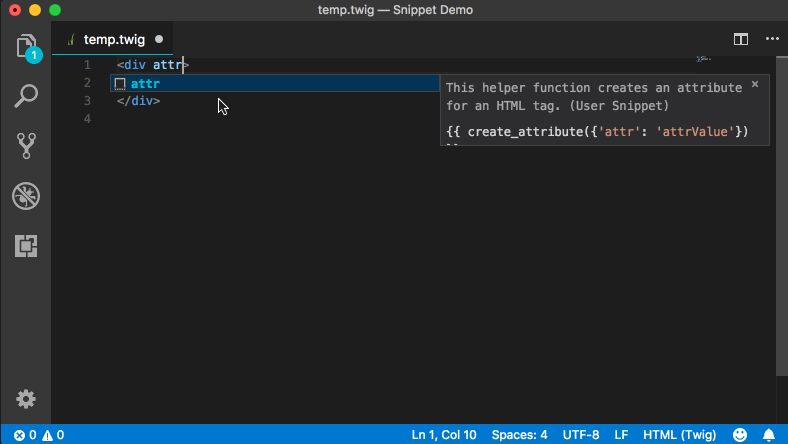 temp.twig — Snippet Demo
1
temp.twig
1 <div attr>
2 attr
3 </div>
4
This helper function creates an attribute ×
for an HTML tag. (User Snippet)
{{ create_attribute({'attr': 'attrValue'})
0 0 Ln 1, Col 10 Spaces: 4 UTF-8 LF HTML (Twig)